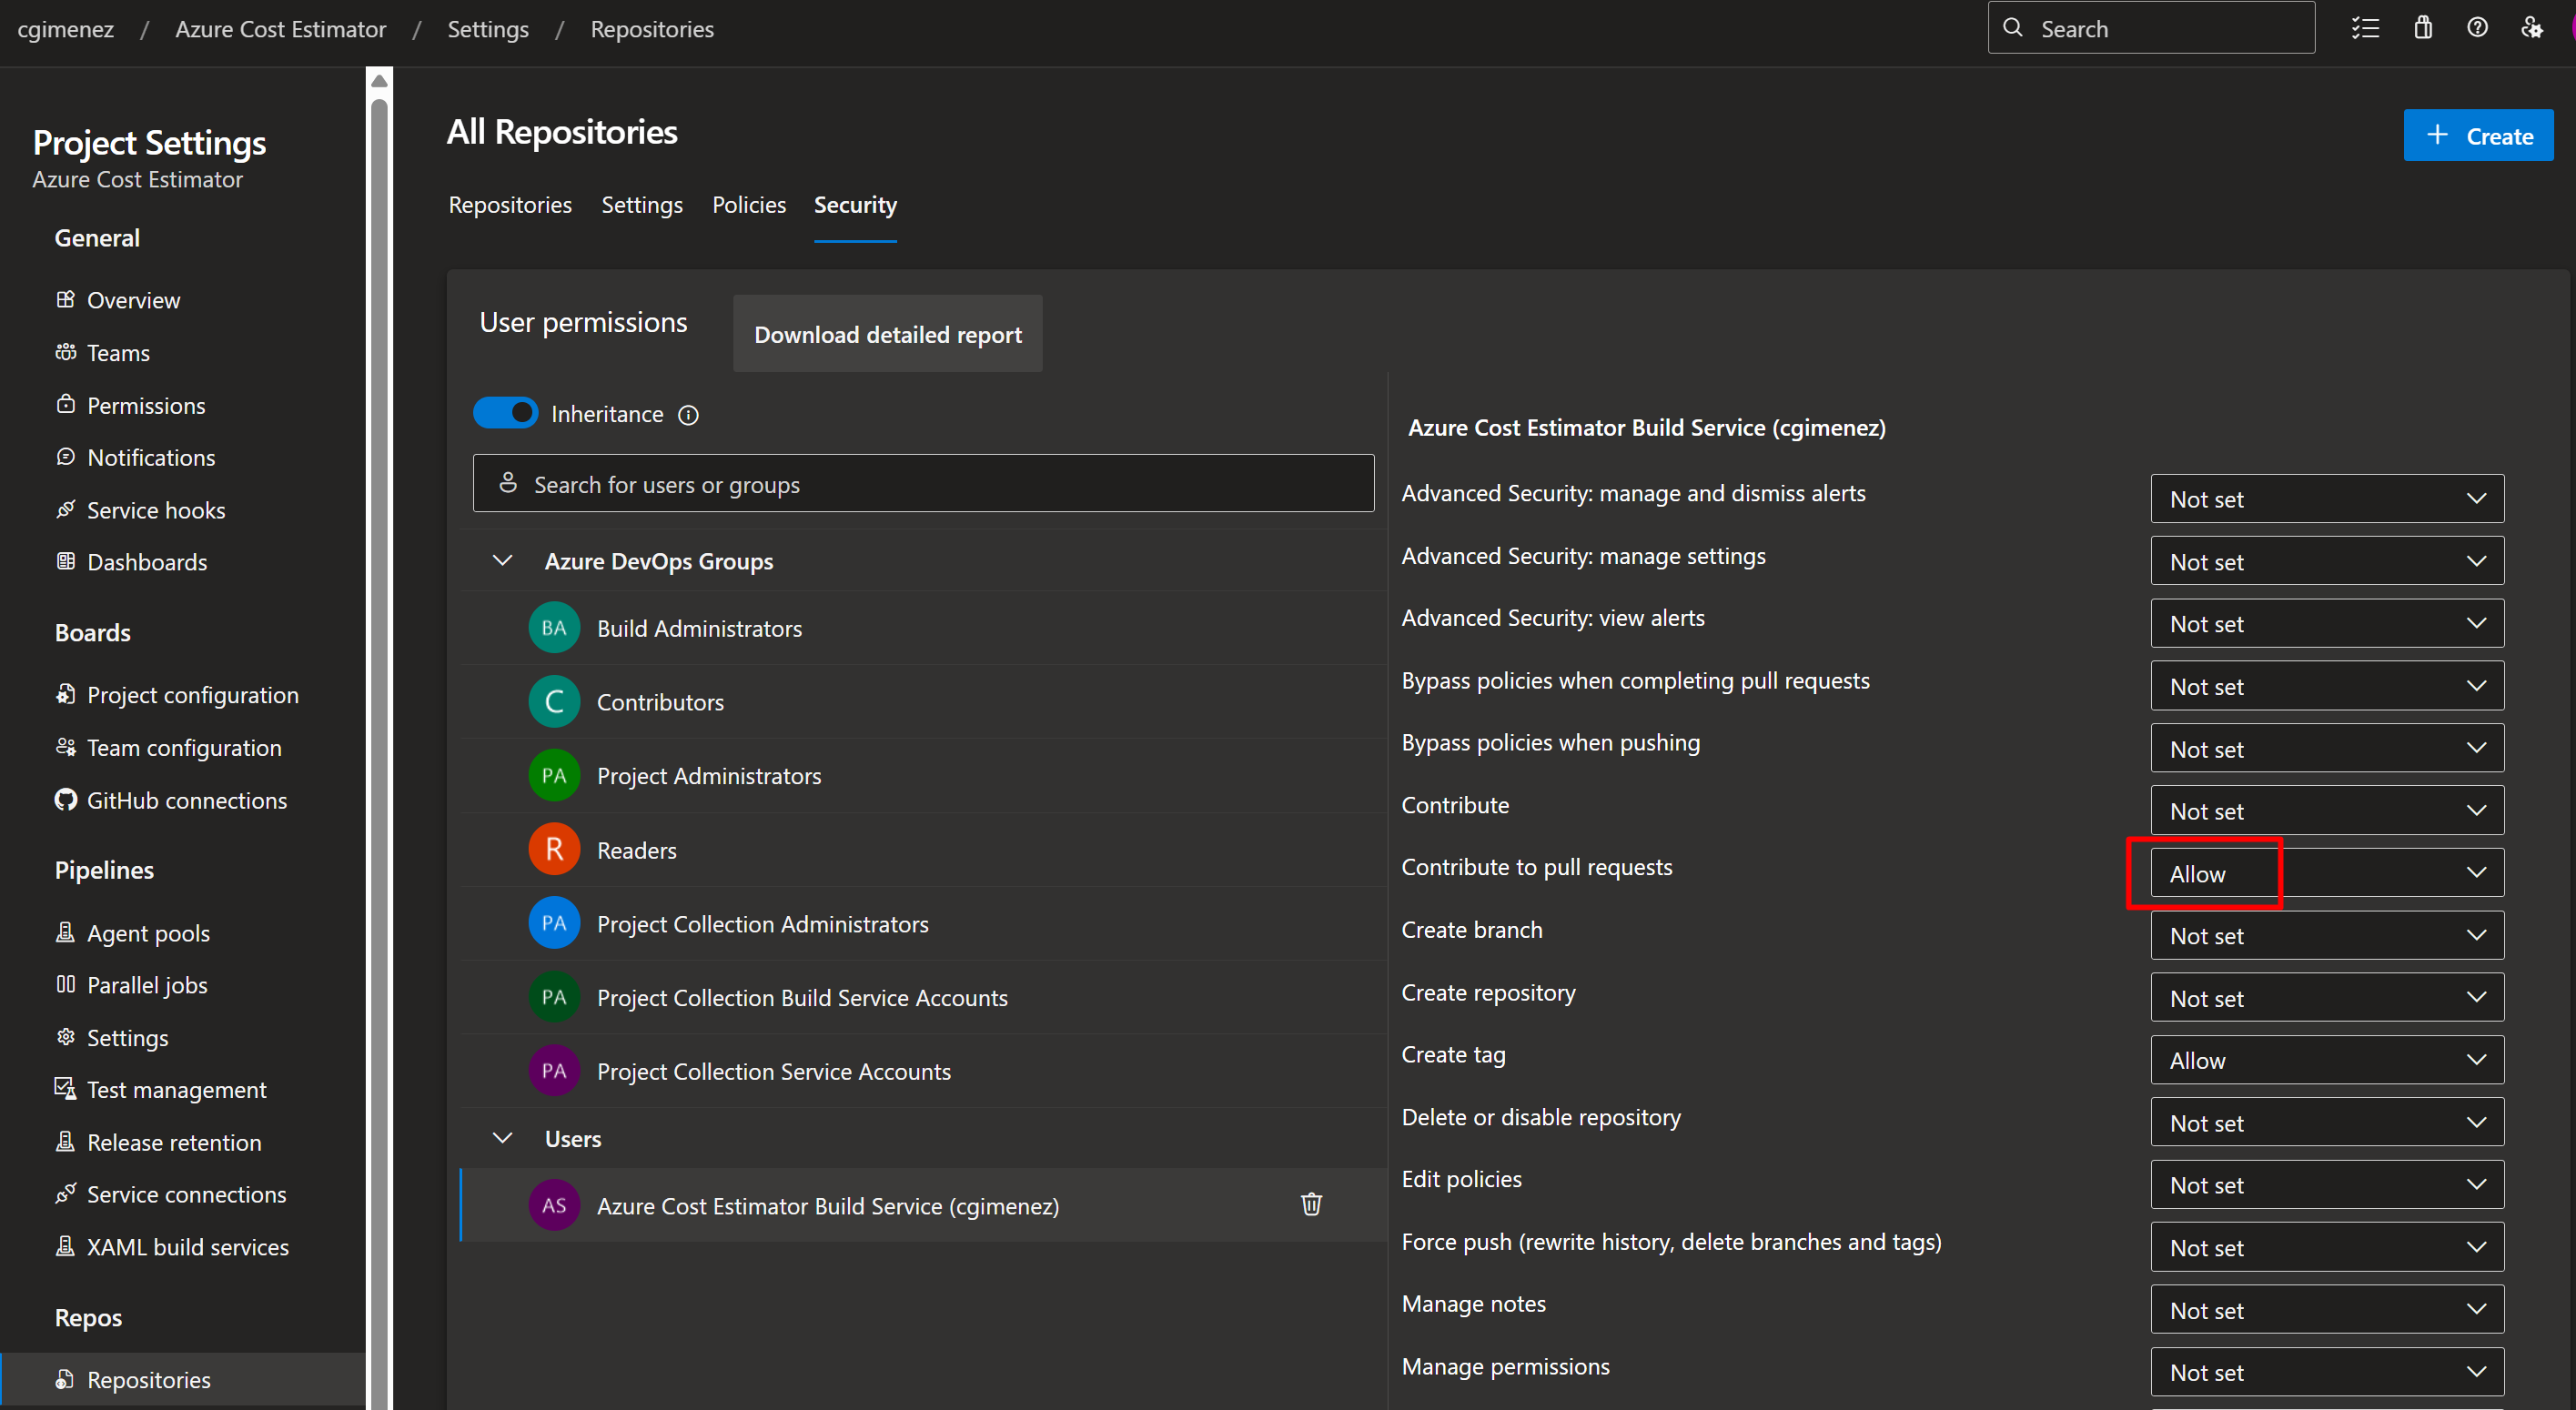 cgimenez / Azure Cost Estimator / Settings / Repositories
Search
Project Settings
Azure Cost Estimator
General
Overview
Teams
Permissions
Notifications
Service hooks
Dashboards
Boards
Project configuration
Team configuration
GitHub connections
Pipelines
Agent pools
Parallel jobs
Settings
Test management
Release retention
Service connections
XAML build services
Repos
Repositories
All Repositories
+ Create
Repositories Settings Policies Security
User permissions
Download detailed report
Inheritance
Search for users or groups
Azure DevOps Groups
BA Build Administrators
C Contributors
PA Project Administrators
R Readers
PA Project Collection Administrators
PA Project Collection Build Service Accounts
PA Project Collection Service Accounts
Users
AS Azure Cost Estimator Build Service (cgimenez)
Azure Cost Estimator Build Service (cgimenez)
Advanced Security: manage and dismiss alerts Not set
Advanced Security: manage settings Not set
Advanced Security: view alerts Not set
Bypass policies when completing pull requests Not set
Bypass policies when pushing Not set
Contribute Not set
Contribute to pull requests Allow
Create branch Not set
Create repository Not set
Create tag Allow
Delete or disable repository Not set
Edit policies Not set
Force push (rewrite history, delete branches and tags) Not set
Manage notes Not set
Manage permissions Not set